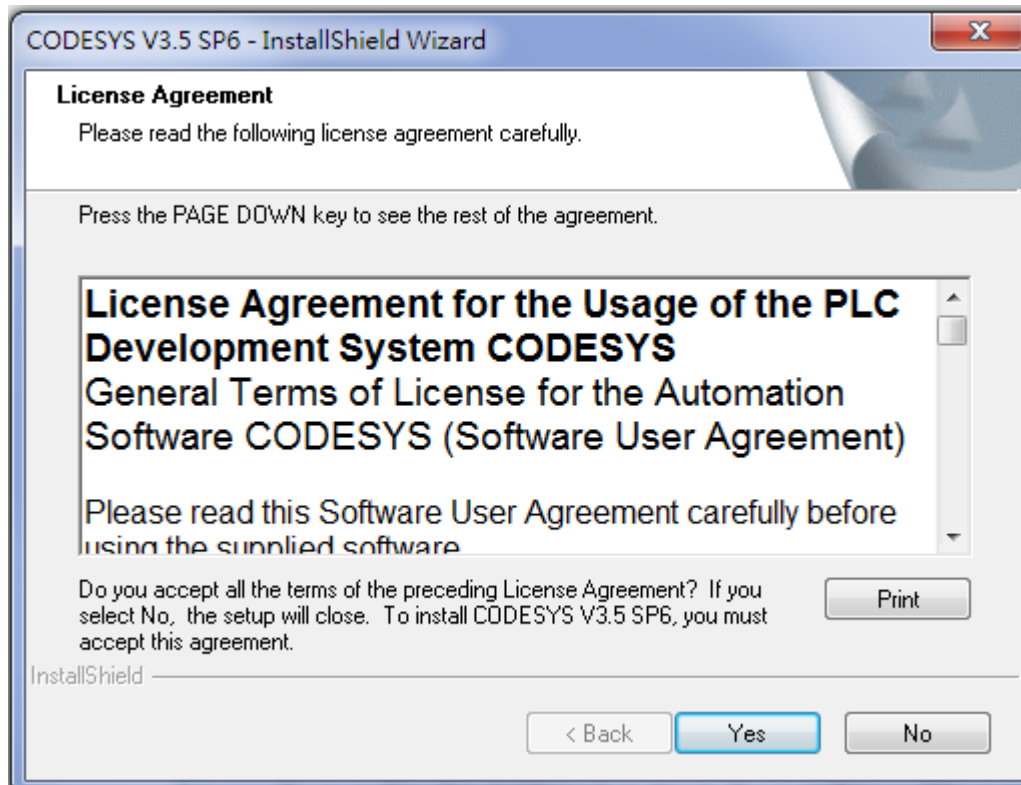 CODESYS V3.5 SP6 - InstallShield Wizard
License Agreement
Please read the following license agreement carefully.
Press the PAGE DOWN key to see the rest of the agreement.
License Agreement for the Usage of the PLC
Development System CODESYS
General Terms of License for the Automation
Software CODESYS (Software User Agreement)
Please read this Software User Agreement carefully before
using the supplied software
Do you accept all the terms of the preceding License Agreement? If you
select No, the setup will close. To install CODESYS V3.5 SP6, you must
accept this agreement.
Print
InstallShield
< Back
Yes
No